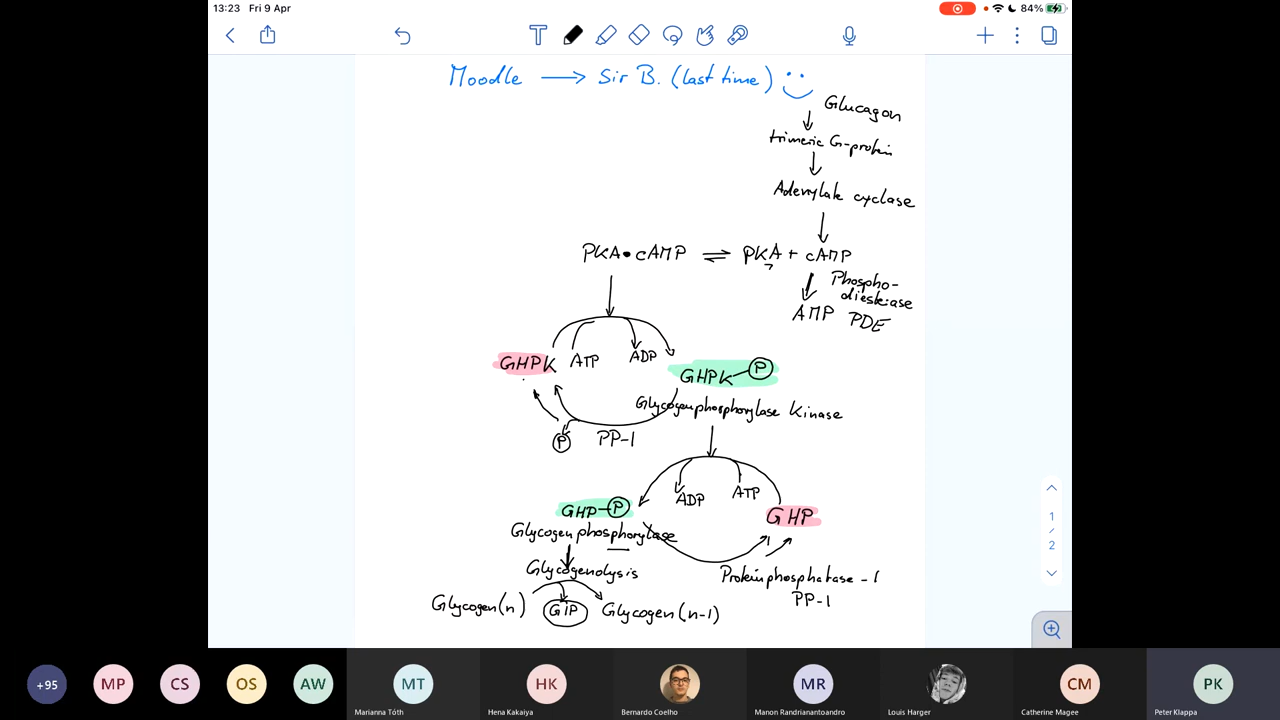 13:23 Fri 9 Apr
84%
Moodle → Sir B. (last time)
Glucagon
trimeric G-protein
Adenylate cyclase
PKA • cAMP ⇌ PKA + cAMP
Phospho-
diesterase
AMP PDE
GHPK ATP ADP GHPK-P
Glycogenphosphorylase Kinase
P PP-1
ADP ATP
GHP-P GHP
Glycogen phosphorylase
Glycogenolysis
Proteinphosphatase-1
PP-1
Glycogen(n) G1P Glycogen(n-1)
1
/
2
+95 MP CS OS AW MT HK MR CM PK
Marianna Tóth Hena Kakaiya Bernardo Coelho Manon Randrianantoandro Louis Harger Catherine Magee Peter Klappa